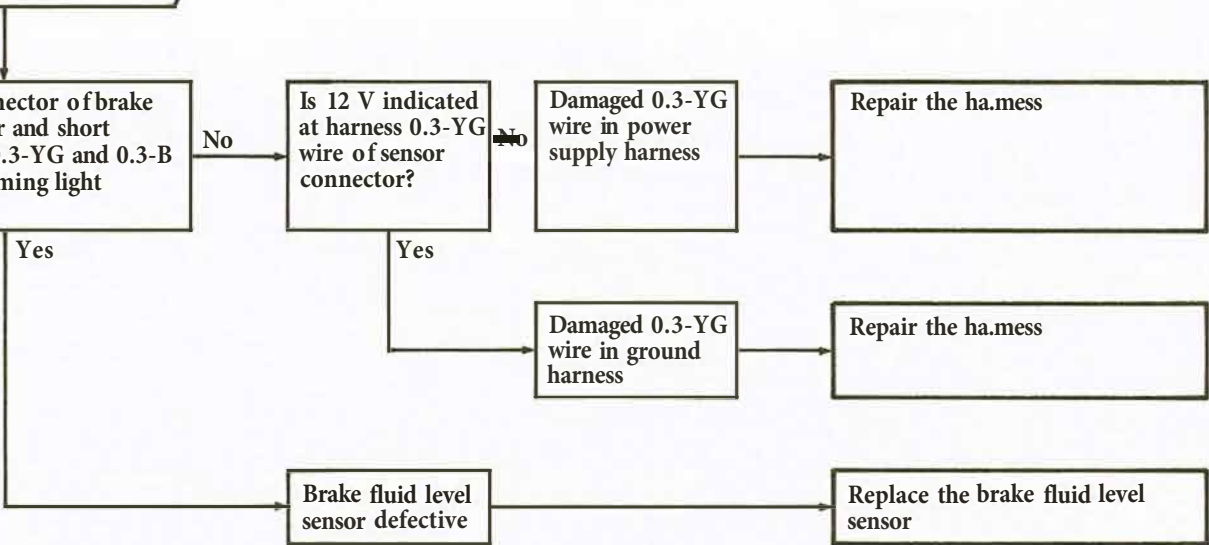 nector of brake
r and short
.3-YG and 0.3-B
ming light
No
Is 12 V indicated
at harness 0.3-YG
wire of sensor
connector?
No
Damaged 0.3-YG
wire in power
supply harness
Repair the ha.mess
Yes
Yes
Damaged 0.3-YG
wire in ground
harness
Repair the ha.mess
Brake fluid level
sensor defective
Replace the brake fluid level
sensor